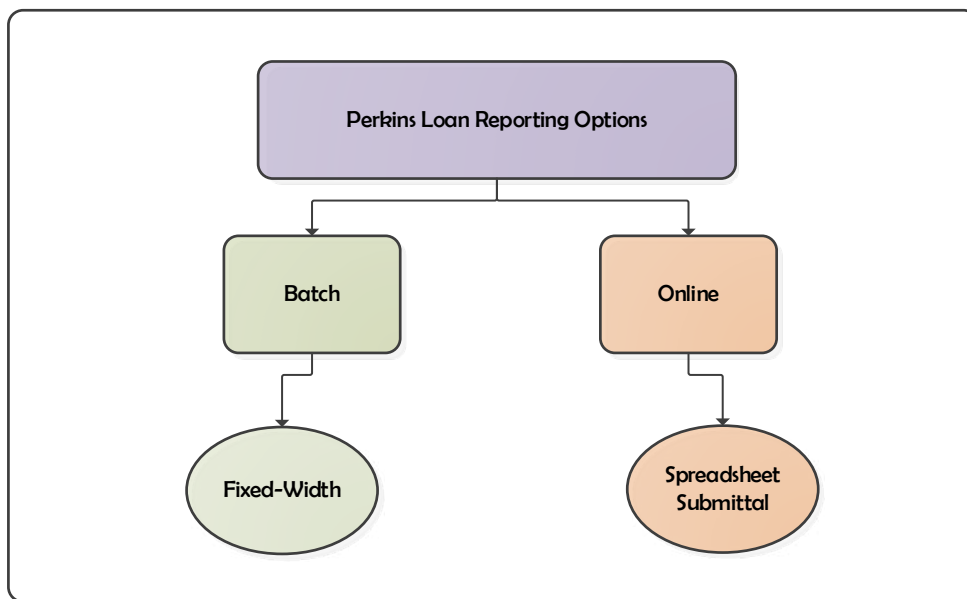 Perkins Loan Reporting Options
Batch
Online
Fixed-Width
Spreadsheet
Submittal